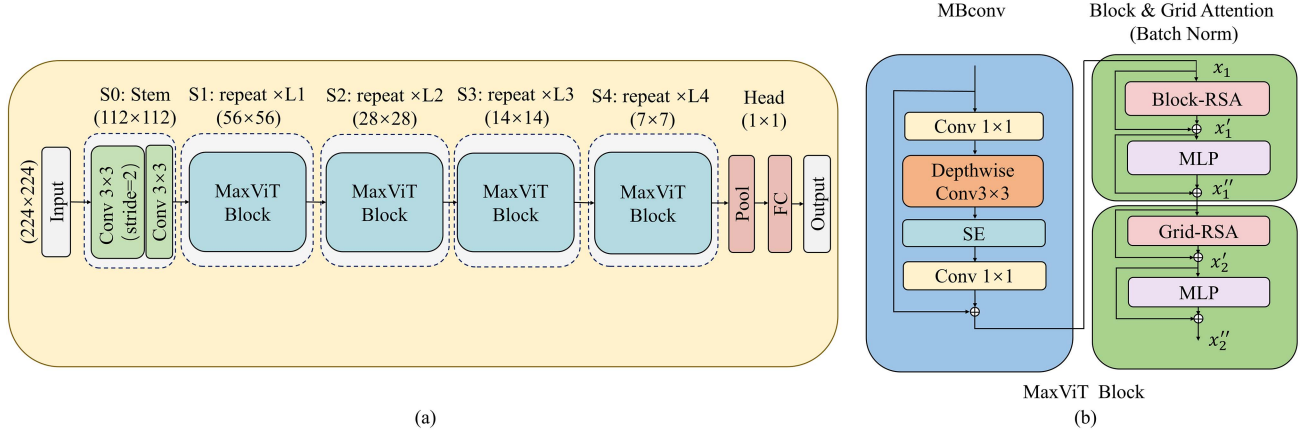 S0: Stem
(112×112)
S1: repeat ×L1
(56×56)
S2: repeat ×L2
(28×28)
S3: repeat ×L3
(14×14)
S4: repeat ×L4
(7×7)
Head
(1×1)
(224×224)
Input
Conv 3×3
(stride=2)
Conv 3×3
MaxViT
Block
MaxViT
Block
MaxViT
Block
MaxViT
Block
Pool
FC
Output
(a)
MBconv
Conv 1×1
Depthwise
Conv3×3
SE
Conv 1×1
Block & Grid Attention
(Batch Norm)
x₁
Block-RSA
x₁′
MLP
x₁′′
Grid-RSA
x₂′
MLP
x₂′′
MaxViT Block
(b)